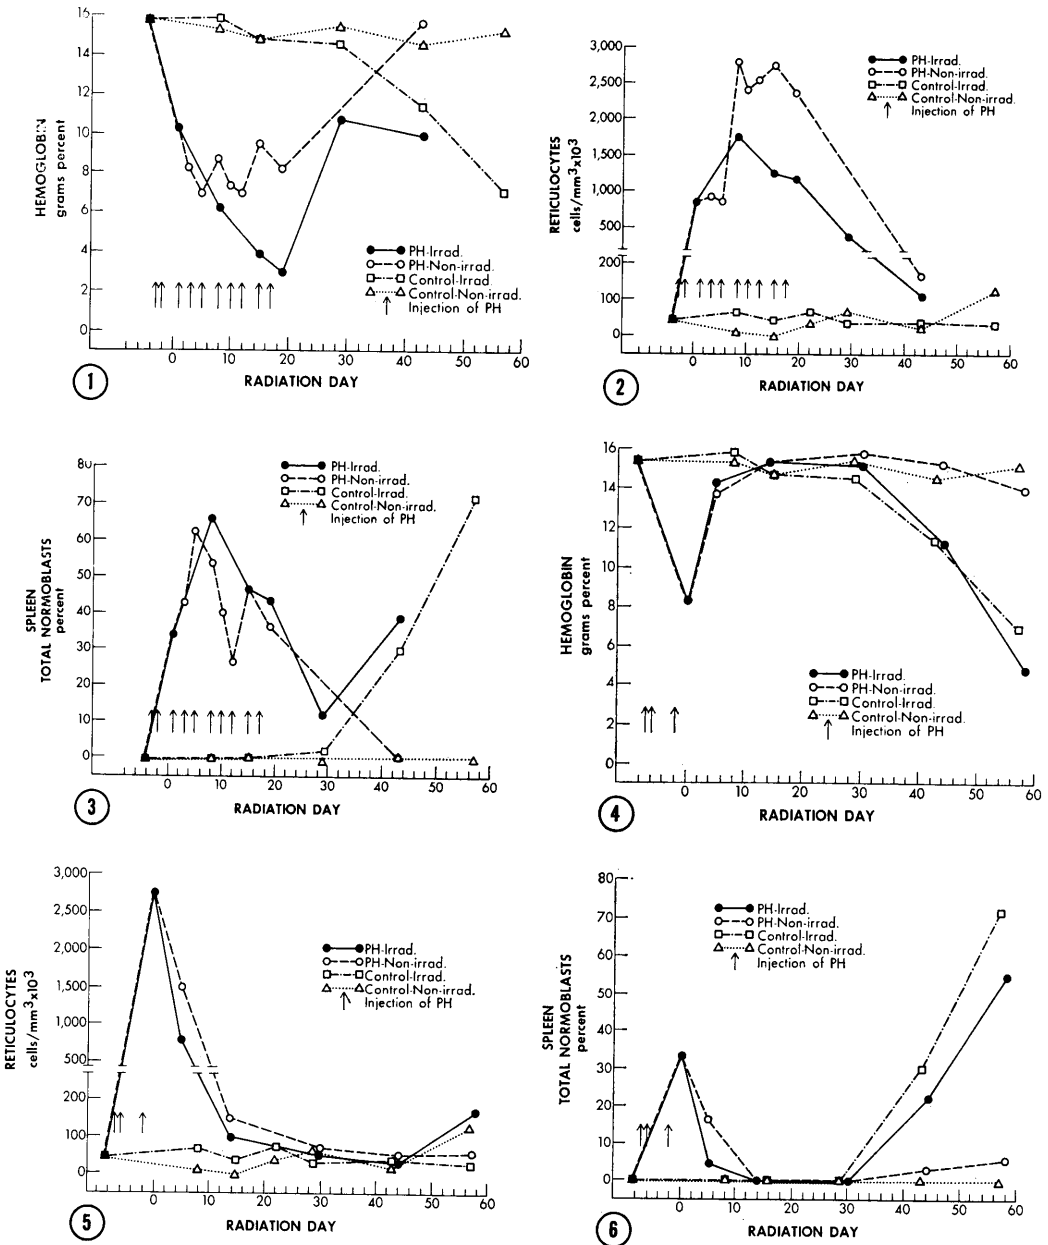 HEMOGLOBIN
grams percent
16
14
12
10
8
6
4
2
0
PH-Irrad.
PH-Non-irrad.
Control-Irrad.
Control-Non-irrad.
Injection of PH
0 10 20 30 40 50 60
RADIATION DAY
1
RETICULOCYTES
cells/mm³x10³
3,000
2,500
2,000
1,500
1,000
500
200
100
0
PH-Irrad.
PH-Non-irrad.
Control-Irrad.
Control-Non-irrad.
Injection of PH
0 10 20 30 40 50 60
RADIATION DAY
2
SPLEEN
TOTAL NORMOBLASTS
percent
80
70
60
50
40
30
20
10
0
PH-Irrad.
PH-Non-irrad.
Control-Irrad.
Control-Non-irrad.
Injection of PH
0 10 20 30 40 50 60
RADIATION DAY
3
HEMOGLOBIN
grams percent
16
14
12
10
8
6
4
2
0
PH-Irrad.
PH-Non-irrad.
Control-Irrad.
Control-Non-irrad.
Injection of PH
0 10 20 30 40 50 60
RADIATION DAY
4
RETICULOCYTES
cells/mm³x10³
3,000
2,500
2,000
1,500
1,000
500
200
100
0
PH-Irrad.
PH-Non-irrad.
Control-Irrad.
Control-Non-irrad.
Injection of PH
0 10 20 30 40 50 60
RADIATION DAY
5
SPLEEN
TOTAL NORMOBLASTS
percent
80
70
60
50
40
30
20
10
0
PH-Irrad.
PH-Non-irrad.
Control-Irrad.
Control-Non-irrad.
Injection of PH
0 10 20 30 40 50 60
RADIATION DAY
6